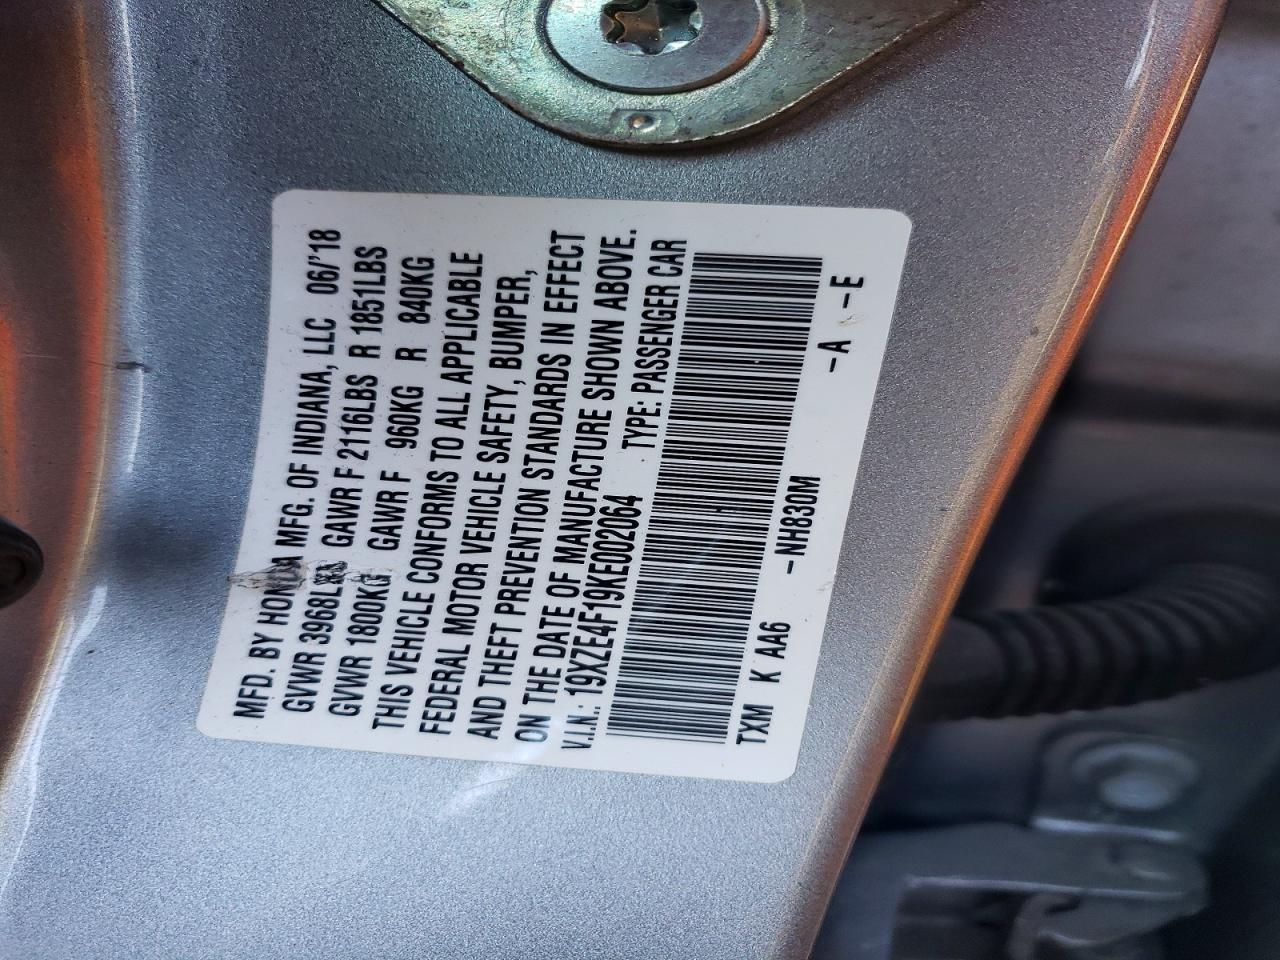 MFD. BY HONDA MFG. OF INDIANA, LLC 06/'18
GVWR 3968LBS GAWR F 2116LBS R 1851LBS
GVWR 1800KG GAWR F 960KG R 840KG
THIS VEHICLE CONFORMS TO ALL APPLICABLE
FEDERAL MOTOR VEHICLE SAFETY, BUMPER,
AND THEFT PREVENTION STANDARDS IN EFFECT
ON THE DATE OF MANUFACTURE SHOWN ABOVE.
V.I.N.: 19XZE4F19KE002064 TYPE: PASSENGER CAR
TXM K AA6 -NH830M -A -E